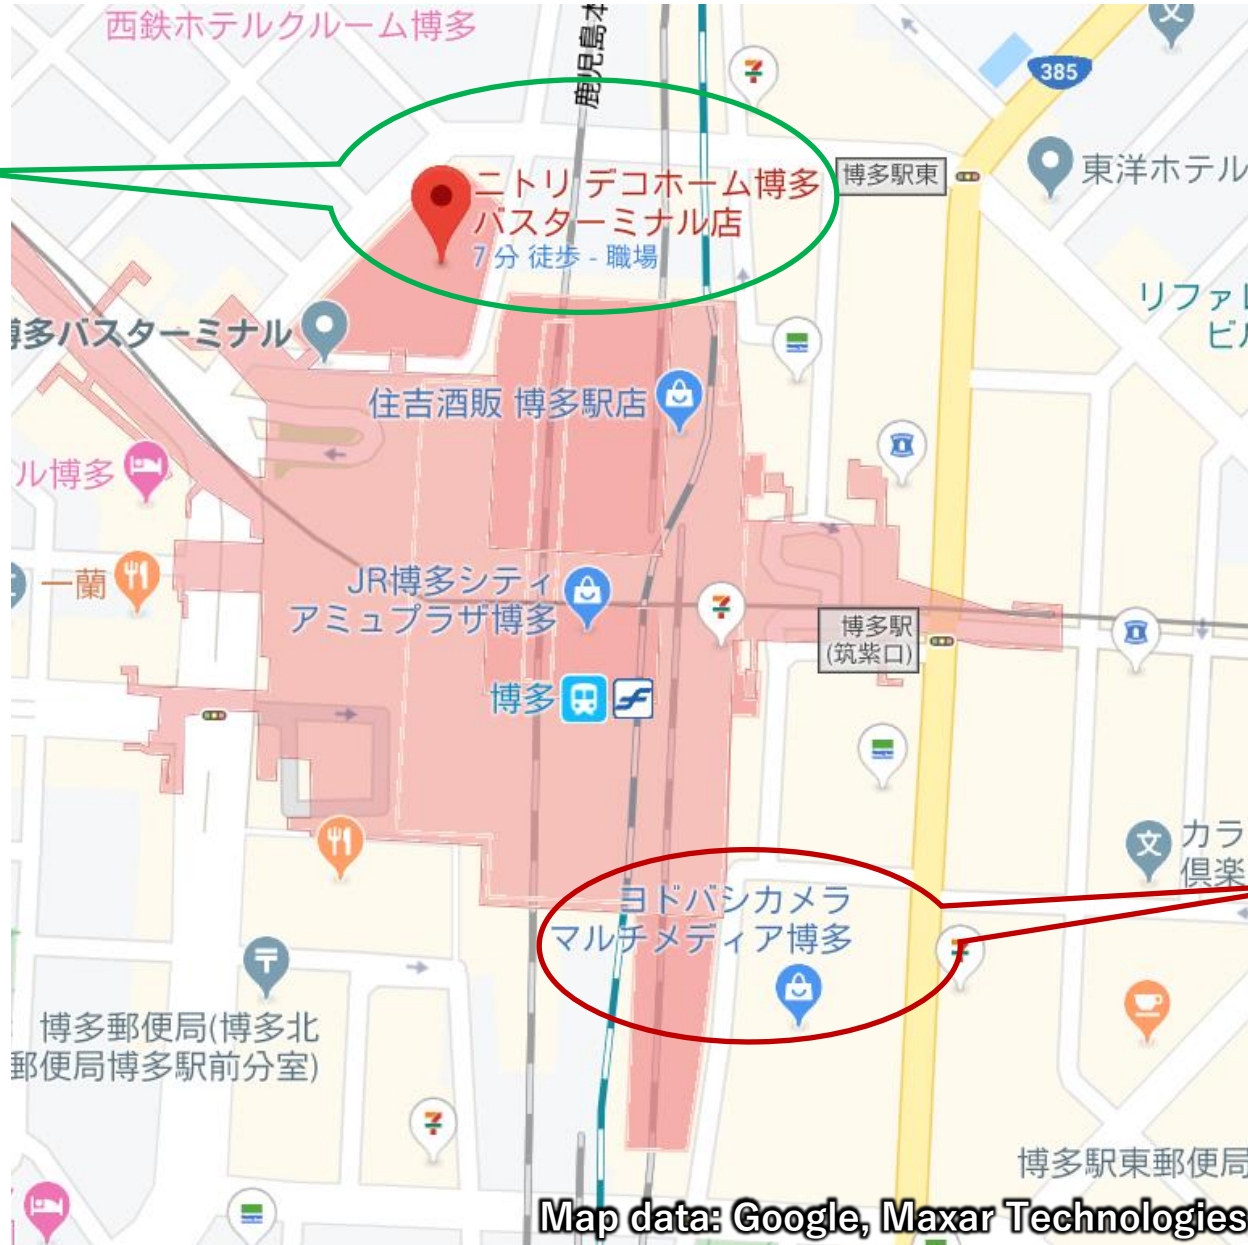 西鉄ホテルクルーム博多
鹿児島本
385
ニトリ デコホーム博多
バスターミナル店
7 分 徒歩 - 職場
博多駅東
東洋ホテル
リファレ
ビル
博多バスターミナル
住吉酒販 博多駅店
ル博多
一蘭
JR博多シティ
アミュプラザ博多
博多駅
(筑紫口)
博多
カラ
倶楽
ヨドバシカメラ
マルチメディア博多
博多郵便局(博多北
郵便局博多駅前分室)
博多駅東郵便局
Map data: Google, Maxar Technologies